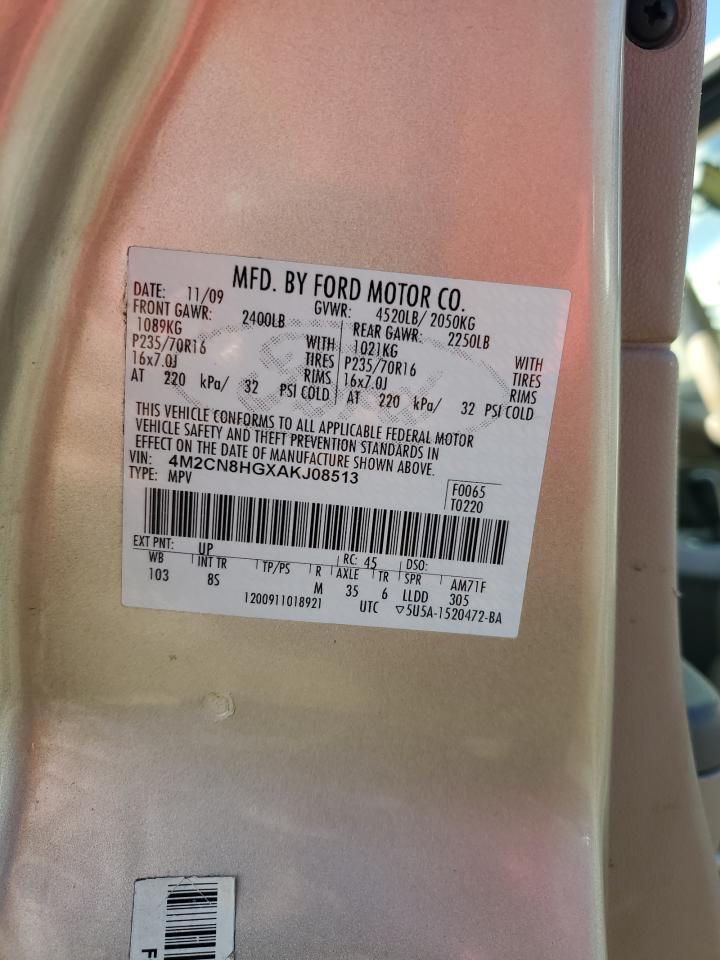 MFD. BY FORD MOTOR CO.
DATE: 11/09 GVWR: 4520LB/ 2050KG
FRONT GAWR: 2400LB REAR GAWR: 2250LB
1089KG WITH 1021KG WITH
P235/70R16 TIRES P235/70R16 TIRES
16x7.0J RIMS 16x7.0J RIMS
AT 220 kPa/ 32 PSI COLD AT 220 kPa/ 32 PSI COLD
THIS VEHICLE CONFORMS TO ALL APPLICABLE FEDERAL MOTOR
VEHICLE SAFETY AND THEFT PREVENTION STANDARDS IN
EFFECT ON THE DATE OF MANUFACTURE SHOWN ABOVE.
VIN: 4M2CN8HGXAKJ08513
TYPE: MPV
F0065
T0220
EXT PNT: UP RC: 45 DSO:
WB INT TR TP/PS R AXLE TR SPR AM71F
103 8S M 35 6 LLDD 305
1200911018921 UTC ▽5U5A-1520472-BA
F